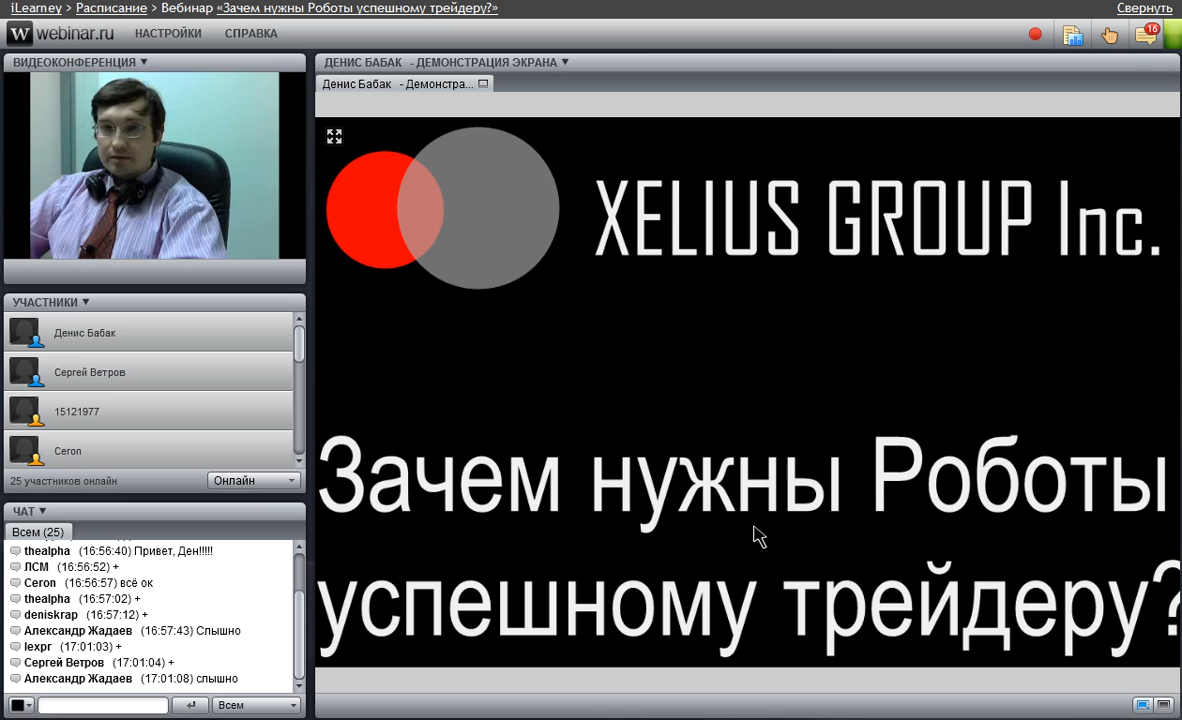 iLearney > Расписание > Вебинар «Зачем нужны Роботы успешному трейдеру?»
Свернуть
W webinar.ru НАСТРОЙКИ СПРАВКА
16
ВИДЕОКОНФЕРЕНЦИЯ
УЧАСТНИКИ
Денис Бабак
Сергей Ветров
15121977
Ceron
25 участников онлайн
Онлайн
ЧАТ
Всем (25)
thealpha (16:56:40) Привет, Ден!!!!!
ЛСМ (16:56:52) +
Ceron (16:56:57) всё ок
thealpha (16:57:02) +
deniskrap (16:57:12) +
Александр Жадаев (16:57:43) Слышно
lexpr (17:01:03) +
Сергей Ветров (17:01:04) +
Александр Жадаев (17:01:08) слышно
Всем
ДЕНИС БАБАК - ДЕМОНСТРАЦИЯ ЭКРАНА
Денис Бабак - Демонстра...
XELIUS GROUP Inc.
Зачем нужны Роботы
успешному трейдеру?